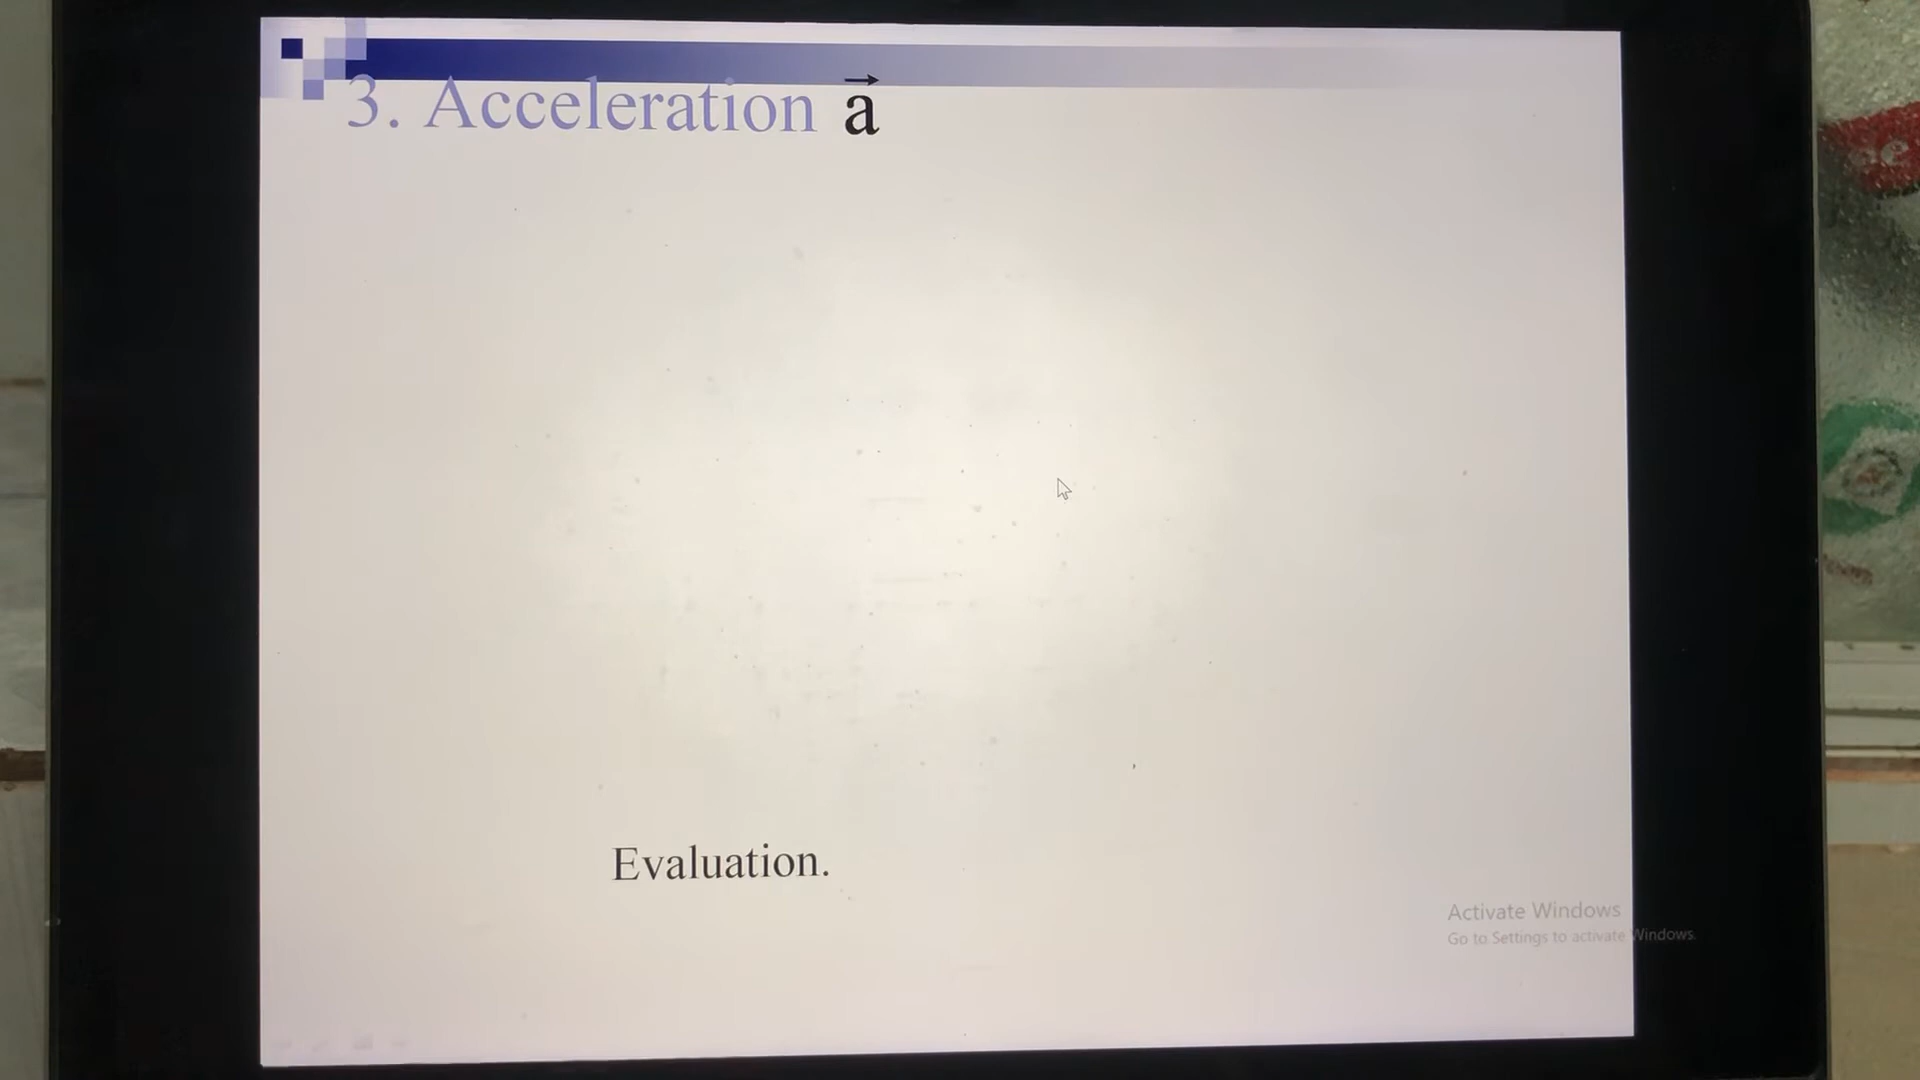 3. Acceleration a⃗
Evaluation.
Activate Windows
Go to Settings to activate Windows.